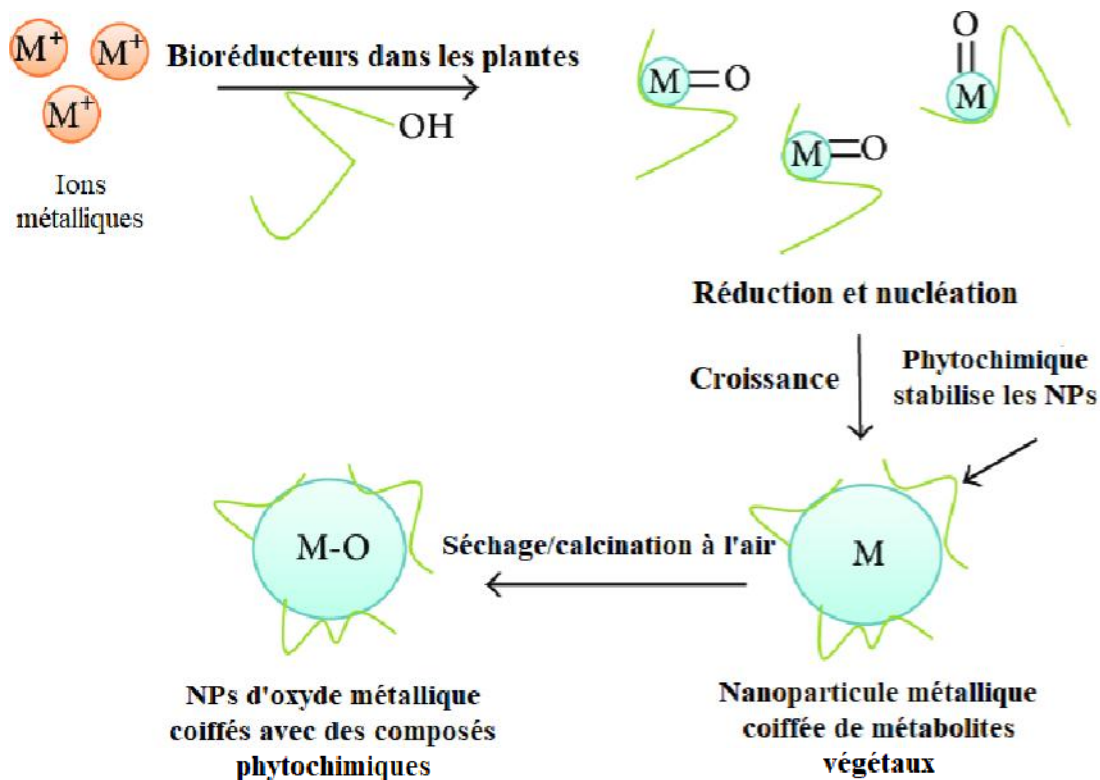 M+
M+
M+
Ions
métalliques
Bioréducteurs dans les plantes
OH
M=O
O
M
M=O
Réduction et nucléation
Croissance
Phytochimique
stabilise les NPs
M
Nanoparticule métallique
coiffée de métabolites
végétaux
Séchage/calcination à l'air
M-O
NPs d'oxyde métallique
coiffés avec des composés
phytochimiques